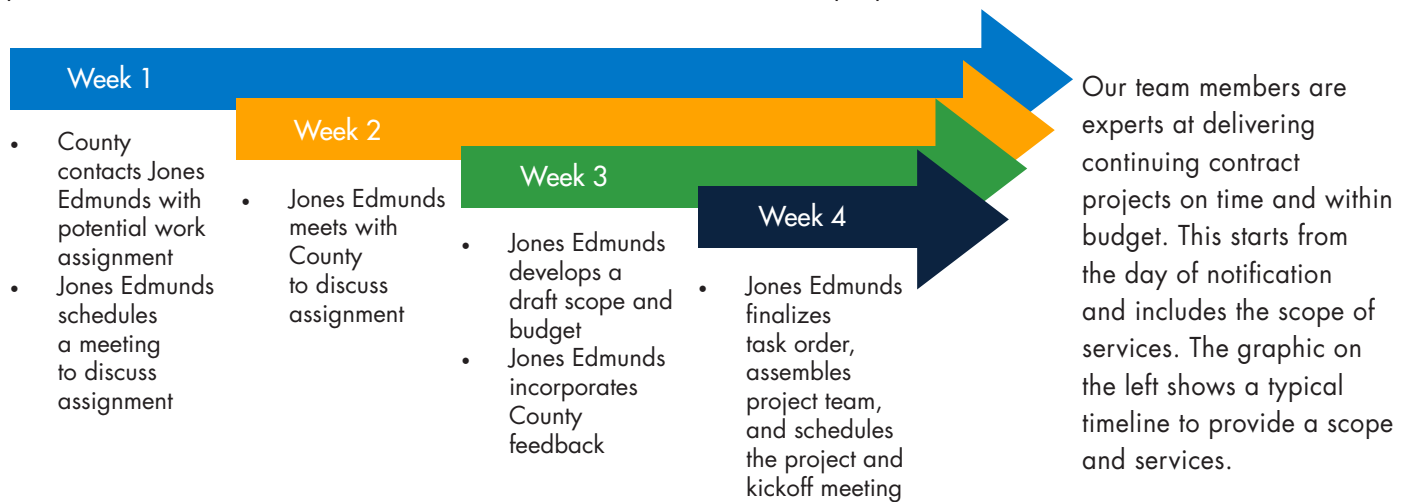 Week 1
• County
contacts Jones
Edmunds with
potential work
assignment
• Jones Edmunds
schedules
a meeting
to discuss
assignment
Week 2
• Jones Edmunds
meets with
County
to discuss
assignment
Week 3
• Jones Edmunds
develops a
draft scope and
budget
• Jones Edmunds
incorporates
County
feedback
Week 4
• Jones Edmunds
finalizes
task order,
assembles
project team,
and schedules
the project and
kickoff meeting
Our team members are
experts at delivering
continuing contract
projects on time and within
budget. This starts from
the day of notification
and includes the scope of
services. The graphic on
the left shows a typical
timeline to provide a scope
and services.